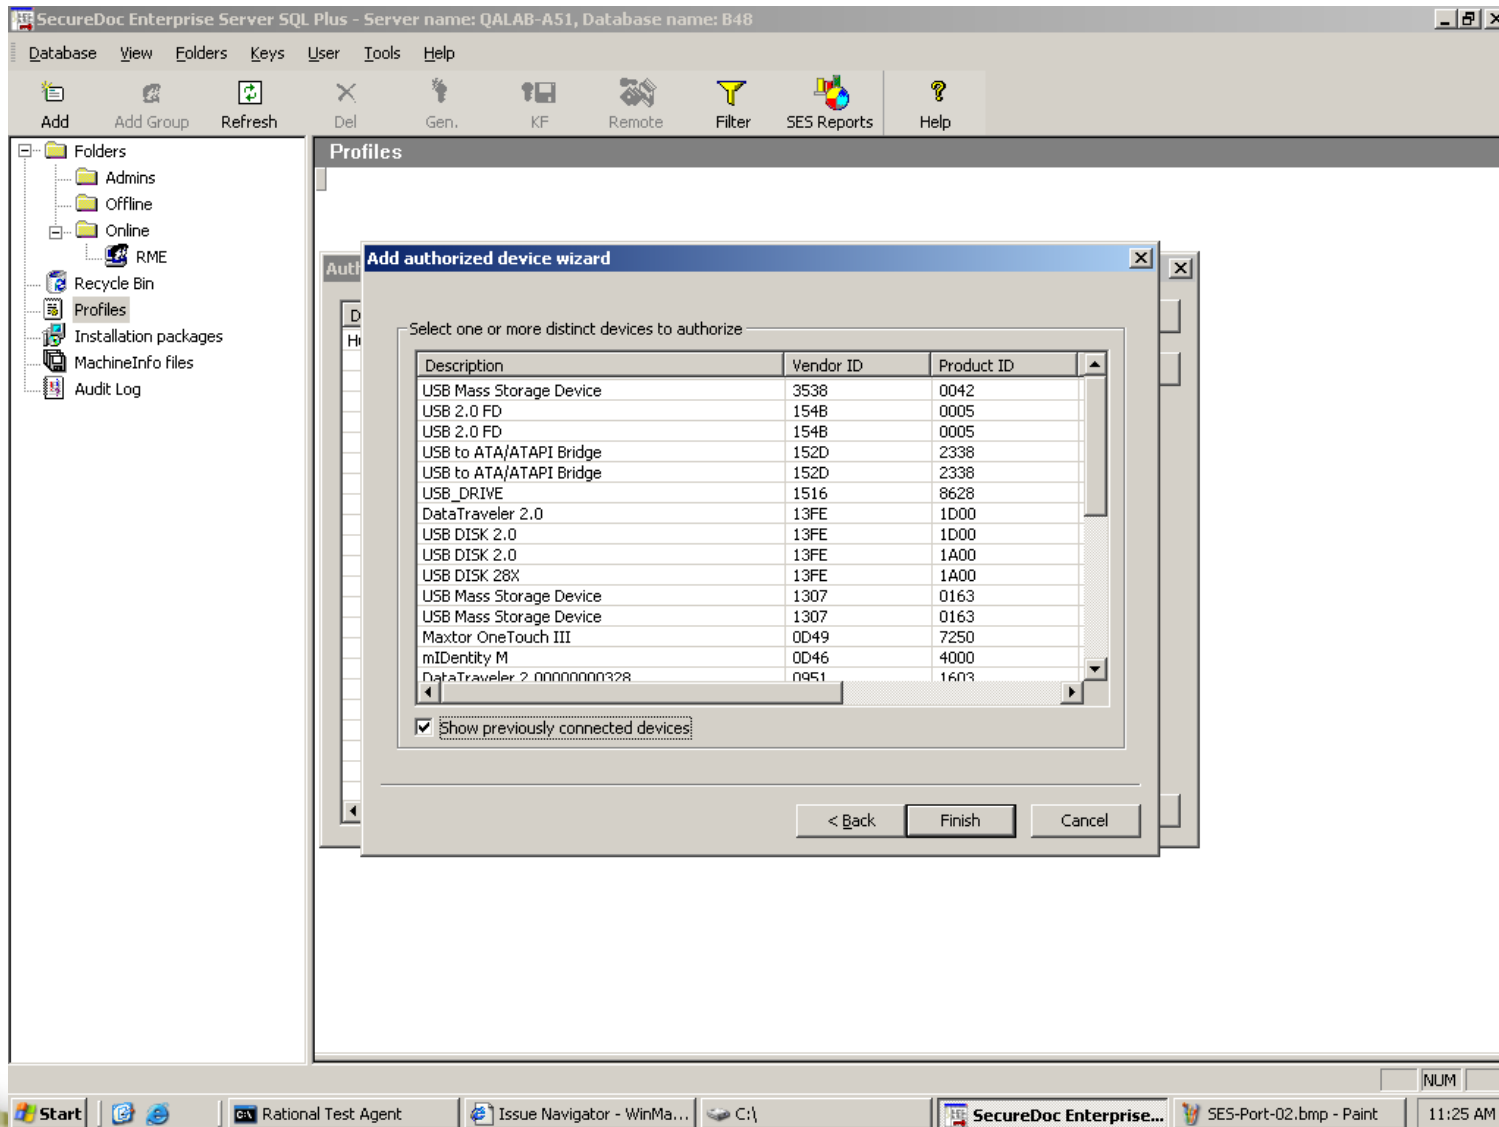 SecureDoc Enterprise Server SQL Plus - Server name: QALAB-A51, Database name: B48
Database View Folders Keys User Tools Help
Add Add Group Refresh Del Gen. KF Remote Filter SES Reports Help
Folders
Admins
Offline
Online
RME
Recycle Bin
Profiles
Installation packages
MachineInfo files
Audit Log
Profiles
Auth
D
Add authorized device wizard
Select one or more distinct devices to authorize
Description Vendor ID Product ID
USB Mass Storage Device 3538 0042
USB 2.0 FD 154B 0005
USB 2.0 FD 154B 0005
USB to ATA/ATAPI Bridge 152D 2338
USB to ATA/ATAPI Bridge 152D 2338
USB_DRIVE 1516 8628
DataTraveler 2.0 13FE 1D00
USB DISK 2.0 13FE 1D00
USB DISK 2.0 13FE 1A00
USB DISK 28X 13FE 1A00
USB Mass Storage Device 1307 0163
USB Mass Storage Device 1307 0163
Maxtor OneTouch III 0D49 7250
mIDentity M 0D46 4000
DataTraveler 2.00000000328 0951 1603
Show previously connected devices
< Back Finish Cancel
NUM
Start Rational Test Agent Issue Navigator - WinMa... C:\ SecureDoc Enterprise... SES-Port-02.bmp - Paint 11:25 AM